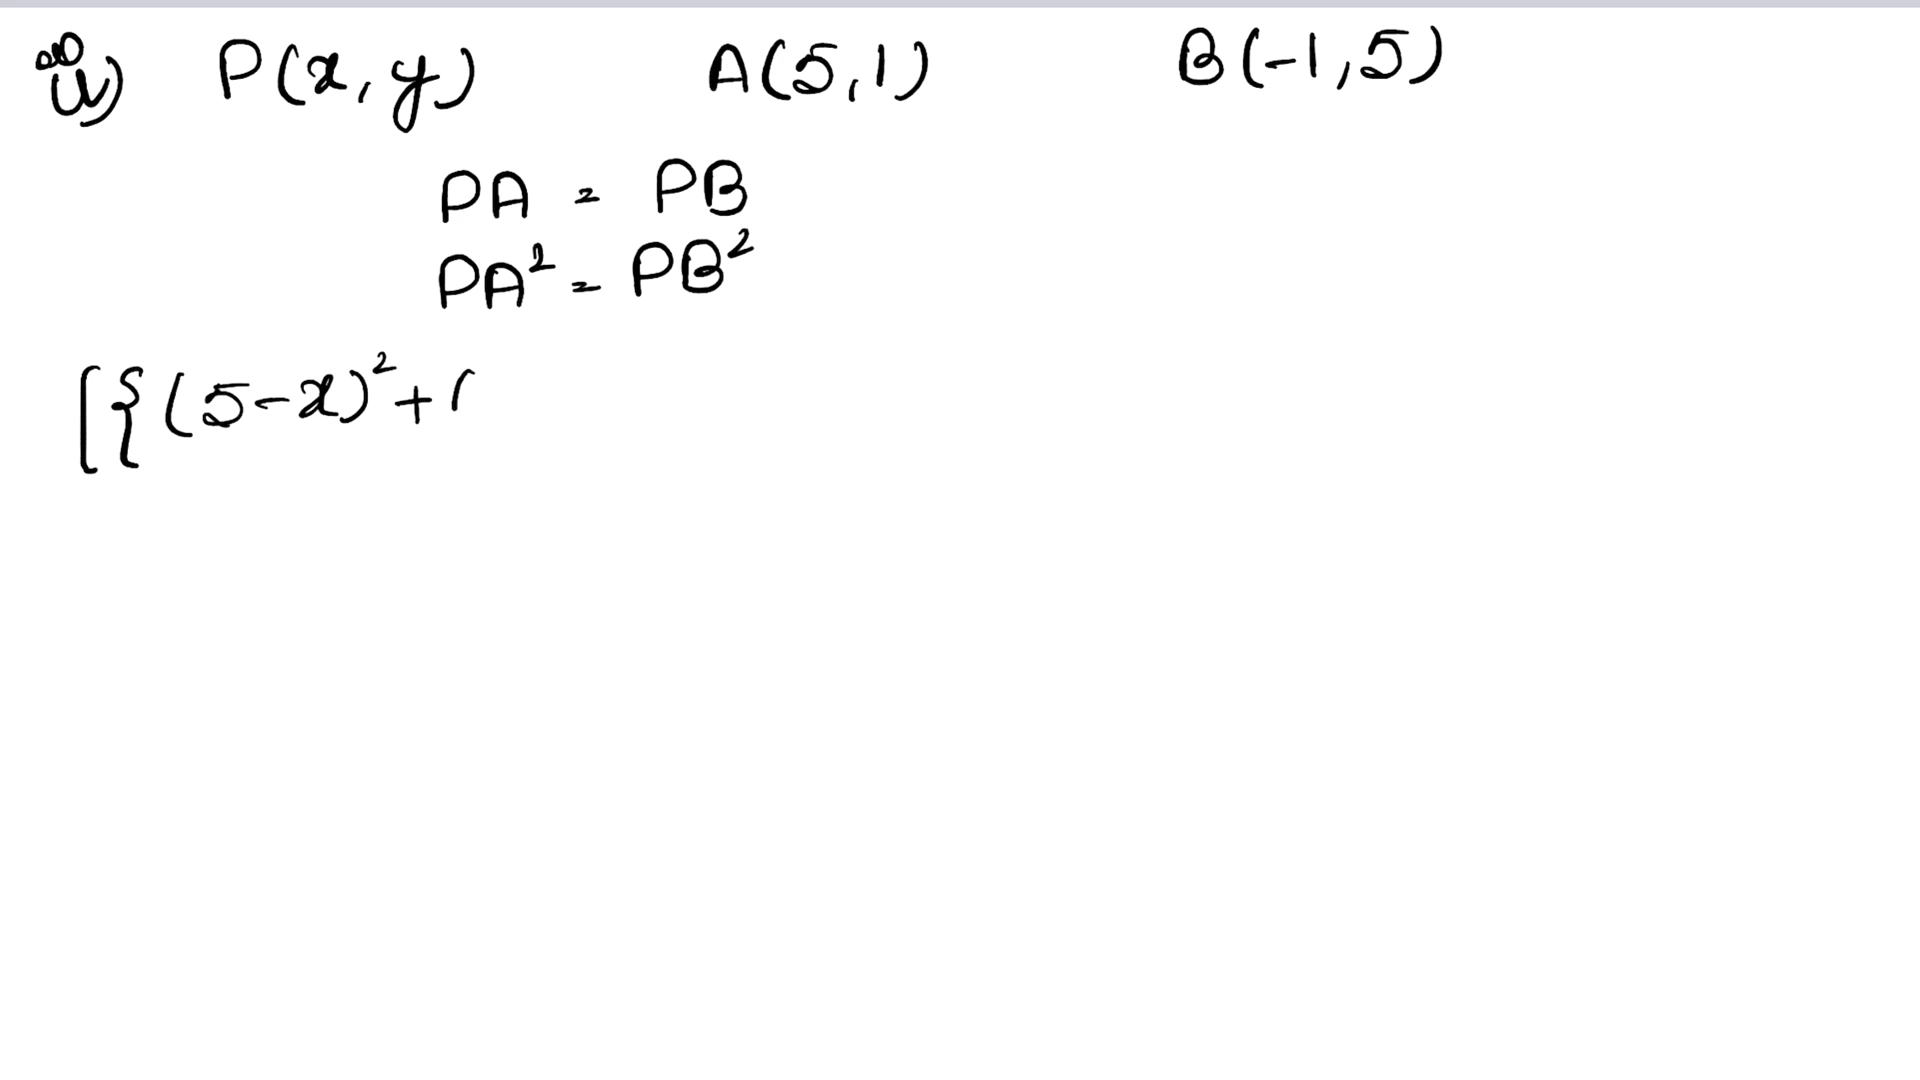 ii) P(x, y) A(5, 1) B(-1, 5)
PA = PB
PA² = PB²
[{(5-x)²+(